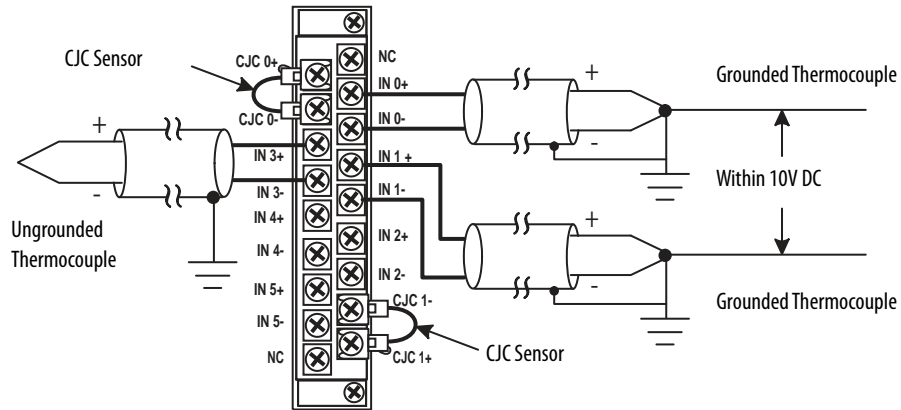 CJC Sensor
CJC 0+
CJC 0-
IN 3+
IN 3-
IN 4+
IN 4-
IN 5+
IN 5-
NC
+
-
Ungrounded
Thermocouple
NC
IN 0+
IN 0-
IN 1 +
IN 1-
IN 2+
IN 2-
CJC 1-
CJC 1+
CJC Sensor
+
-
Grounded Thermocouple
Within 10V DC
+
-
Grounded Thermocouple